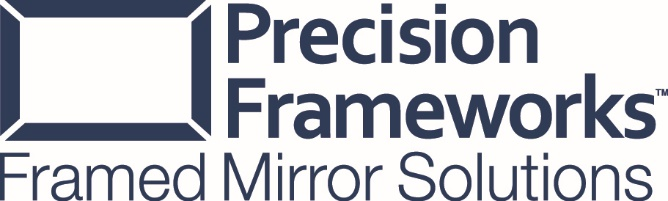 Precision
Frameworks™
Framed Mirror Solutions